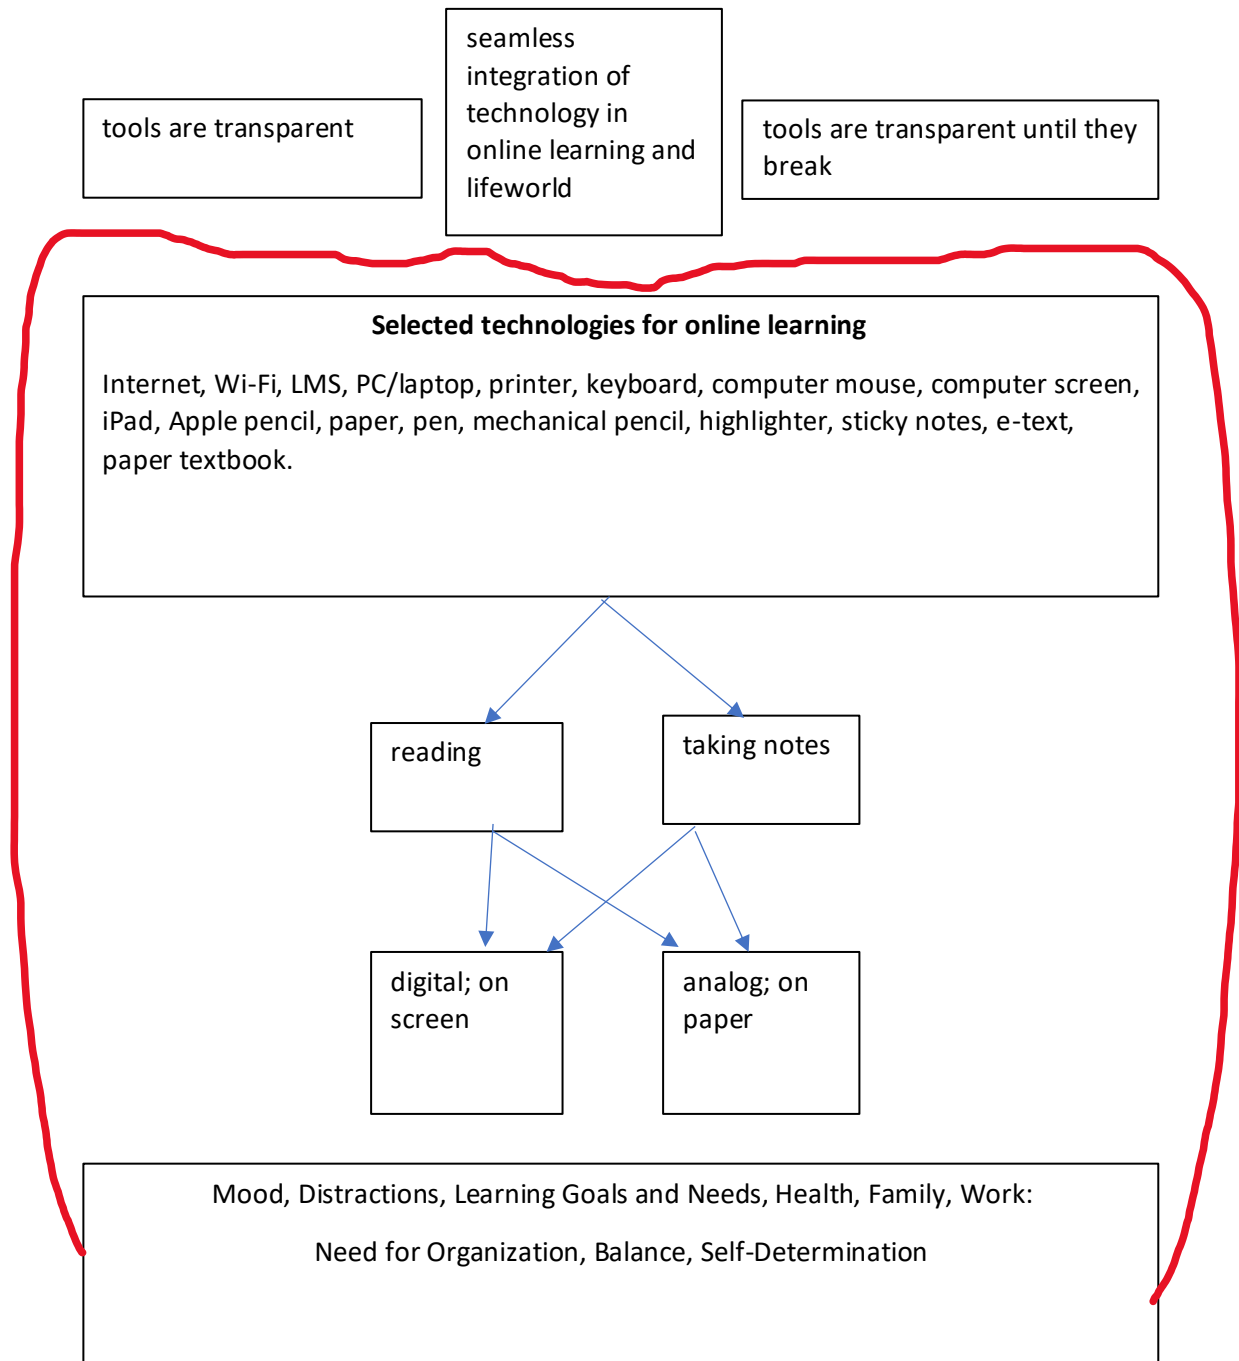 tools are transparent
seamless
integration of
technology in
online learning and
lifeworld
tools are transparent until they
break
Selected technologies for online learning
Internet, Wi-Fi, LMS, PC/laptop, printer, keyboard, computer mouse, computer screen,
iPad, Apple pencil, paper, pen, mechanical pencil, highlighter, sticky notes, e-text,
paper textbook.
reading
taking notes
digital; on
screen
analog; on
paper
Mood, Distractions, Learning Goals and Needs, Health, Family, Work:
Need for Organization, Balance, Self-Determination